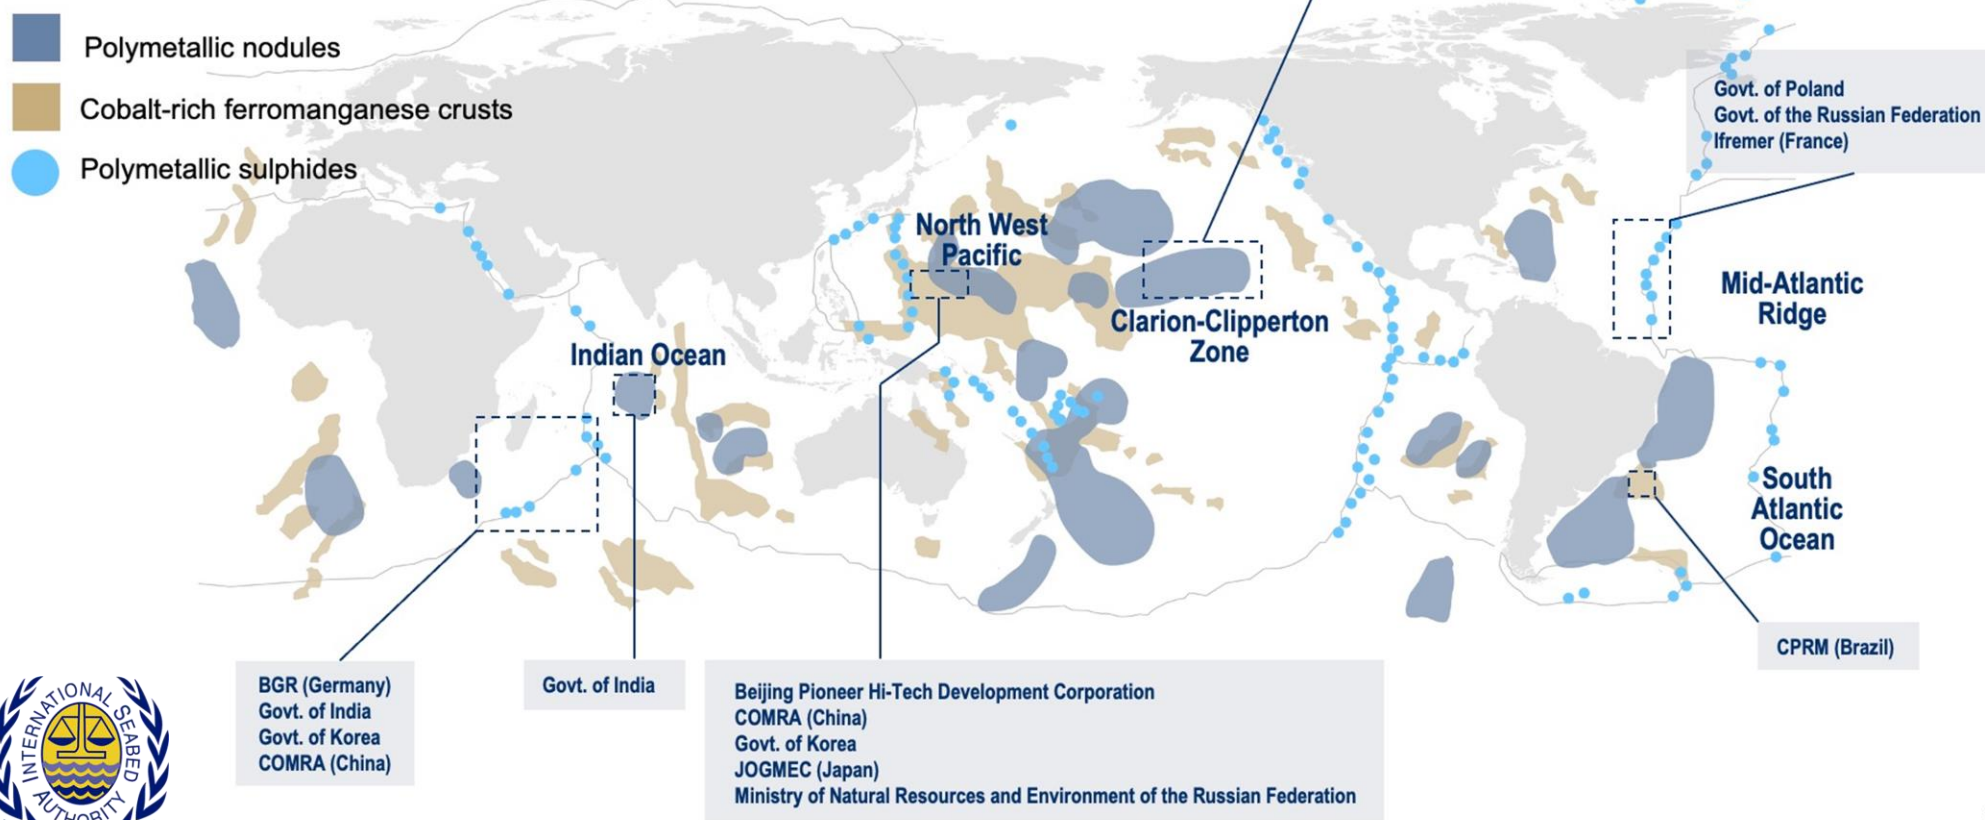 Polymetallic nodules
Cobalt-rich ferromanganese crusts
Polymetallic sulphides
Govt. of Poland
Govt. of the Russian Federation
Ifremer (France)
North West
Pacific
Clarion-Clipperton
Zone
Mid-Atlantic
Ridge
Indian Ocean
South
Atlantic
Ocean
BGR (Germany)
Govt. of India
Govt. of Korea
COMRA (China)
Govt. of India
Beijing Pioneer Hi-Tech Development Corporation
COMRA (China)
Govt. of Korea
JOGMEC (Japan)
Ministry of Natural Resources and Environment of the Russian Federation
CPRM (Brazil)
INTERNATIONAL SEABED
AUTHORITY